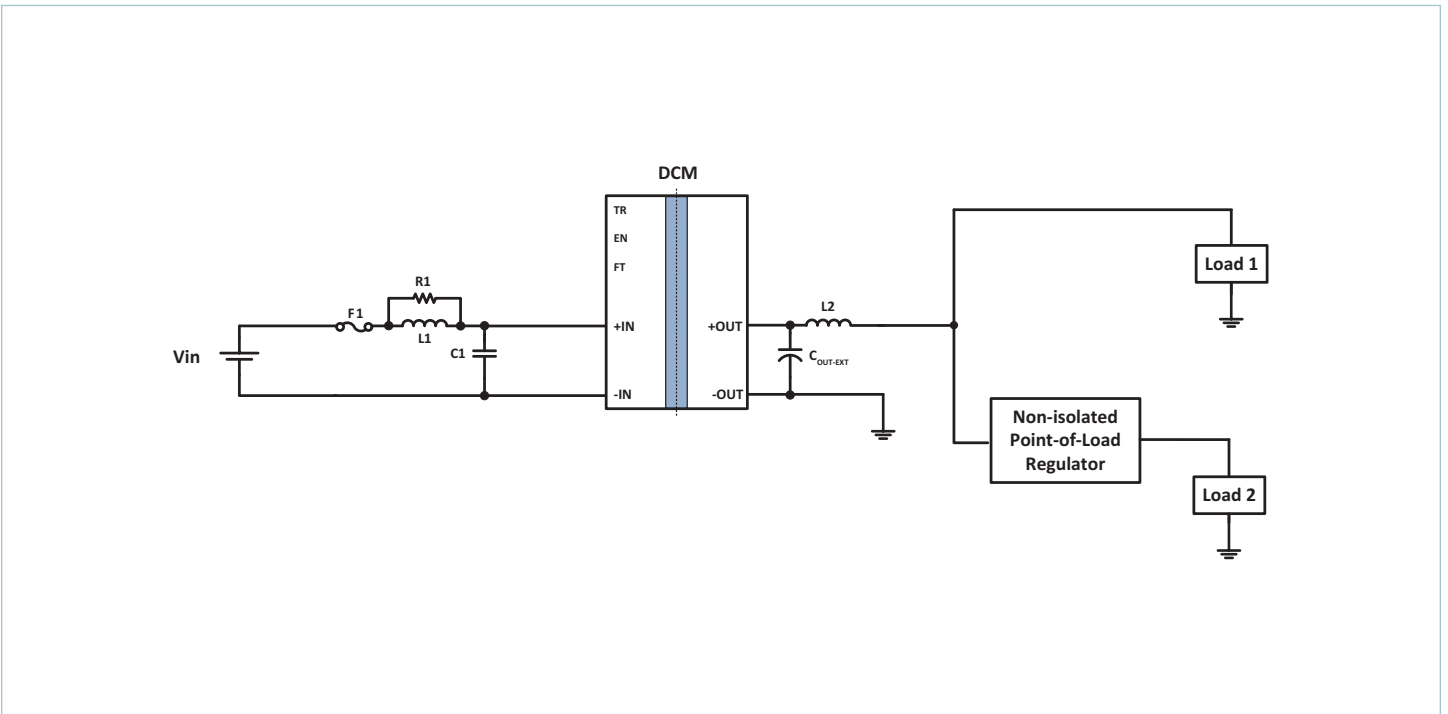 DCM
TR
EN
FT
R1
F1
L1
Vin
C1
+IN
-IN
+OUT
-OUT
L2
COUT-EXT
Load 1
Non-isolated
Point-of-Load
Regulator
Load 2